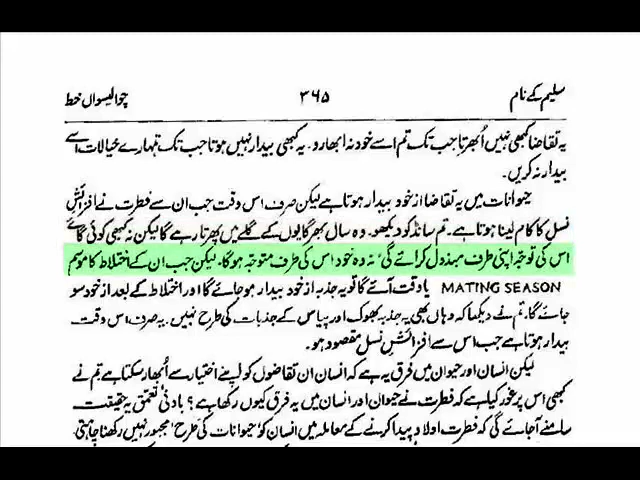 سلیم کے نام ۳۶۵ چوالیسواں خط
یہ تقاضا کبھی نہیں اُبھرتا جب تک تم اسے خود نہ ابھارو۔ یہ کبھی بیدار نہیں ہوتا جب تک تمہارے خیالات اسے
بیدار نہ کریں۔
حیوانات میں یہ تقاضا از خود بیدار ہوتا ہے لیکن صرف اس وقت جب ان سے فطرت نے افزائشِ
نسل کا کام لینا ہوتا ہے۔ تم سانڈ کو دیکھو۔ وہ سال بھر گایوں کے گلے میں پھرتا رہے گا لیکن نہ کبھی کوئی گائے
اس کی توجہ اپنی طرف مبذول کرائے گی' نہ وہ خود اس کی طرف متوجہ ہوگا۔ لیکن جب ان کے اختلاط کا موسم
MATING SEASON یا وقت آئے گا تو یہ جذبہ از خود بیدار ہو جائے گا اور اختلاط کے بعد از خود سو
جائے گا۔ تم نے دیکھا کہ وہاں بھی یہ جذبہ بھوک اور پیاس کے جذبات کی طرح نہیں۔ یہ صرف اس وقت
بیدار ہوتا ہے جب اس سے افزائشِ نسل مقصود ہو۔
لیکن انسان اور حیوان میں فرق یہ ہے کہ انسان ان تقاضوں کو اپنے اختیار سے اُبھار سکتا ہے تم نے
کبھی اس پر غور کیا ہے کہ فطرت نے حیوان اور انسان میں یہ فرق کیوں رکھا ہے؟ بادنیٰ تعمق یہ حقیقت
سامنے آ جائے گی کہ فطرت اولاد پیدا کرنے کے معاملہ میں انسان کو' حیوانات کی طرح' مجبور نہیں رکھنا چاہتی